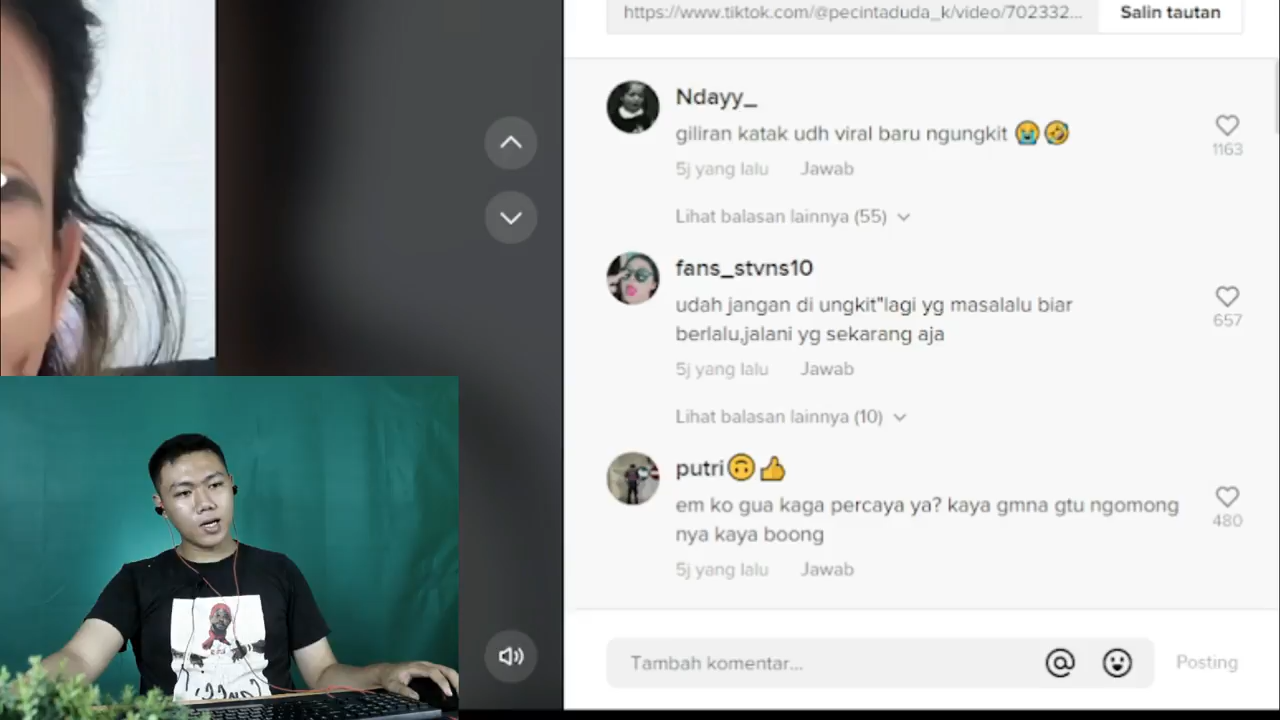 https://www.tiktok.com/@pecintaduda_k/video/702332...
Salin tautan
Ndayy_
giliran katak udh viral baru ngungkit 😭🤣
1163
5j yang lalu Jawab
Lihat balasan lainnya (55)
fans_stvns10
udah jangan di ungkit"lagi yg masalalu biar
berlalu,jalani yg sekarang aja
657
5j yang lalu Jawab
Lihat balasan lainnya (10)
putri🙃👍
em ko gua kaga percaya ya? kaya gmna gtu ngomong
nya kaya boong
480
5j yang lalu Jawab
Tambah komentar...
@
Posting